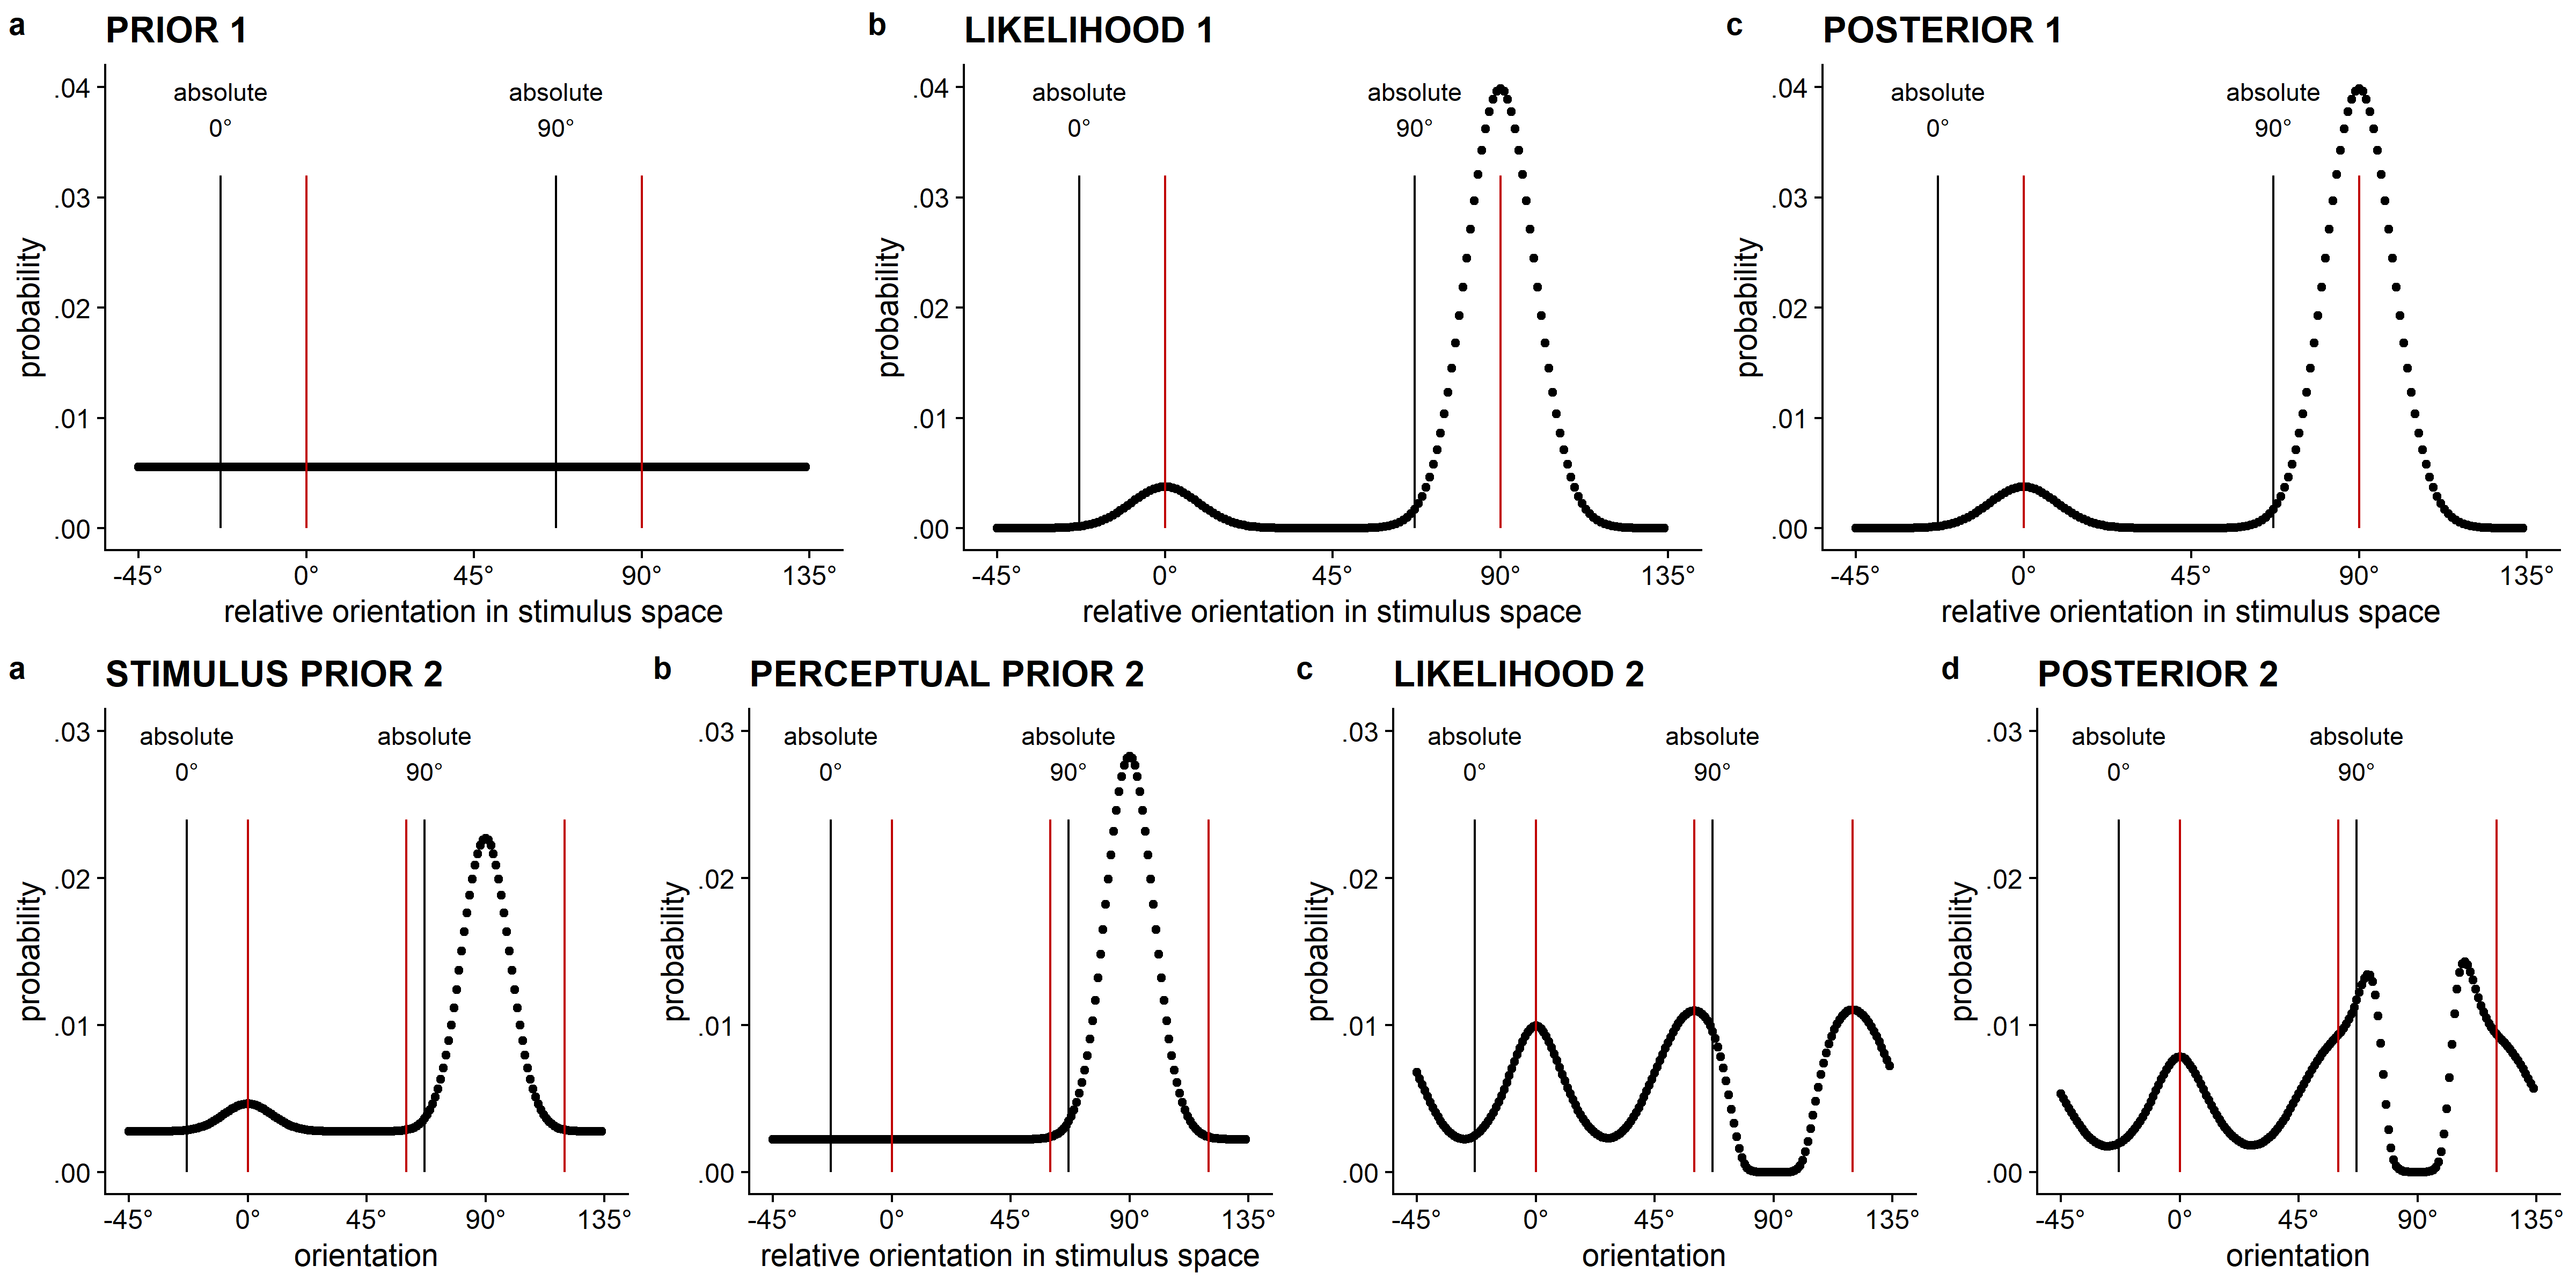 a PRIOR 1
.04
.03
.02
.01
.00
probability
absolute
0°
absolute
90°
-45° 0° 45° 90° 135°
relative orientation in stimulus space
b LIKELIHOOD 1
.04
.03
.02
.01
.00
probability
absolute
0°
absolute
90°
-45° 0° 45° 90° 135°
relative orientation in stimulus space
c POSTERIOR 1
.04
.03
.02
.01
.00
probability
absolute
0°
absolute
90°
-45° 0° 45° 90° 135°
relative orientation in stimulus space
a STIMULUS PRIOR 2
.03
.02
.01
.00
probability
absolute
0°
absolute
90°
-45° 0° 45° 90° 135°
orientation
b PERCEPTUAL PRIOR 2
.03
.02
.01
.00
probability
absolute
0°
absolute
90°
-45° 0° 45° 90° 135°
relative orientation in stimulus space
c LIKELIHOOD 2
.03
.02
.01
.00
probability
absolute
0°
absolute
90°
-45° 0° 45° 90° 135°
orientation
d POSTERIOR 2
.03
.02
.01
.00
probability
absolute
0°
absolute
90°
-45° 0° 45° 90° 135°
orientation